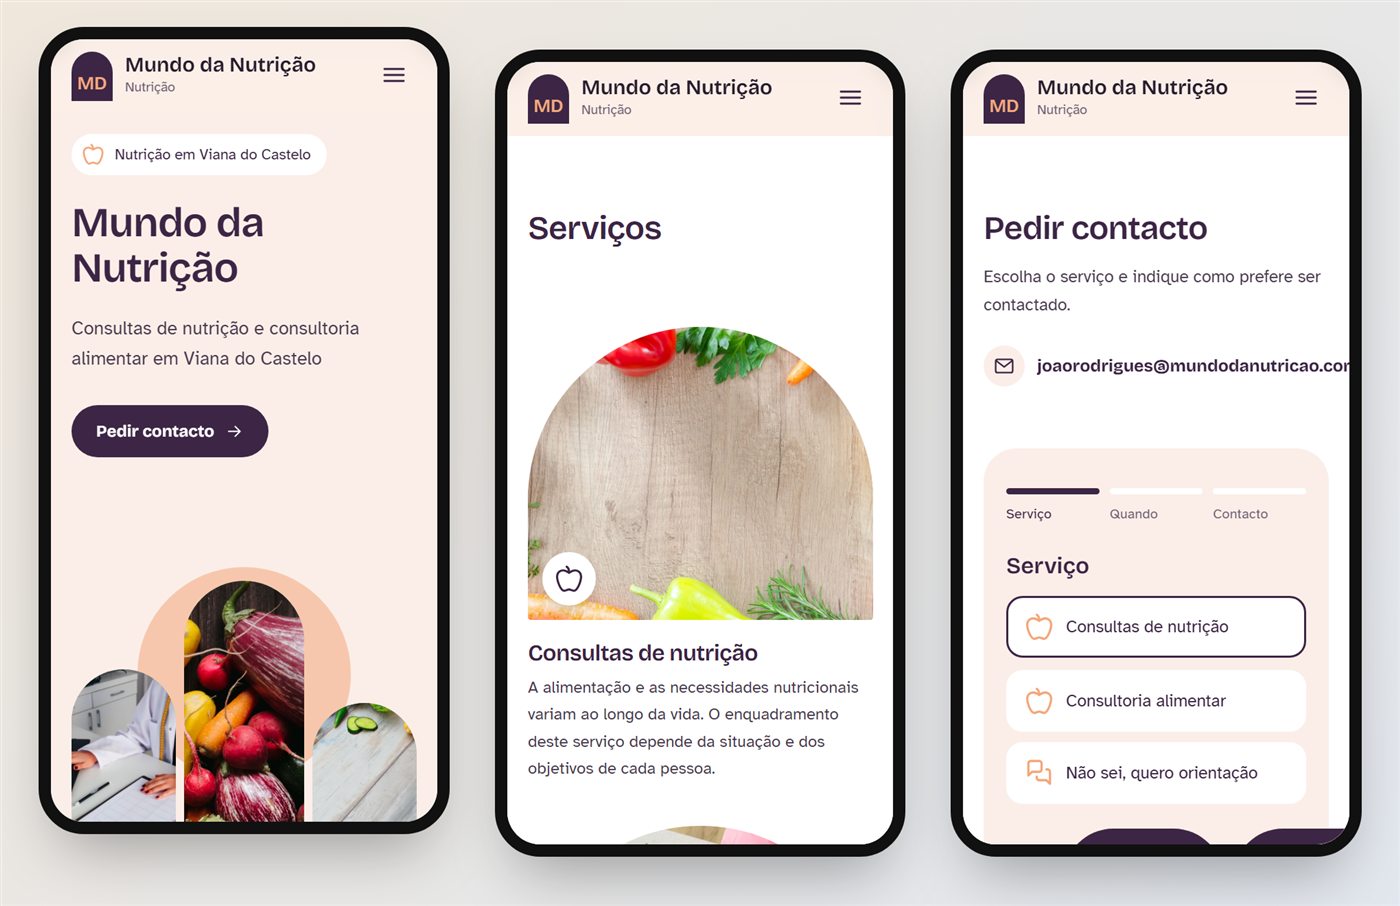 MD
Mundo da Nutrição
Nutrição
Nutrição em Viana do Castelo
Mundo da
Nutrição
Consultas de nutrição e consultoria
alimentar em Viana do Castelo
Pedir contacto
MD
Mundo da Nutrição
Nutrição
Serviços
Consultas de nutrição
A alimentação e as necessidades nutricionais
variam ao longo da vida. O enquadramento
deste serviço depende da situação e dos
objetivos de cada pessoa.
MD
Mundo da Nutrição
Nutrição
Pedir contacto
Escolha o serviço e indique como prefere ser
contactado.
joaorodrigues@mundodanutricao.cor
Serviço
Quando
Contacto
Serviço
Consultas de nutrição
Consultoria alimentar
Não sei, quero orientação